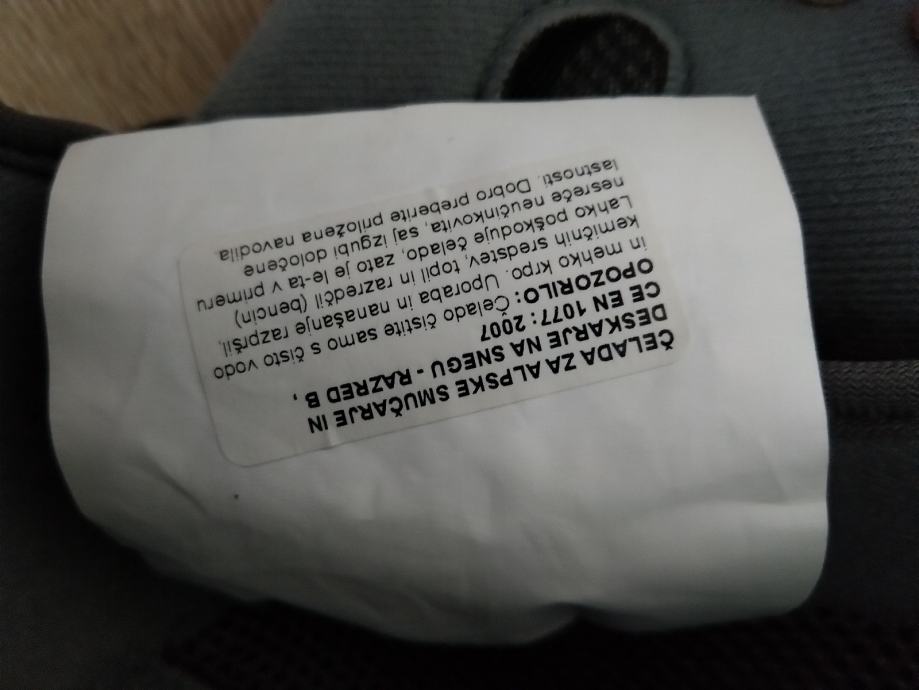 ČELADA ZA ALPSKE SMUČARJE IN
DESKARJE NA SNEGU - RAZRED B ,
CE EN 1077: 2007
OPOZORILO: Čelado čistite samo s čisto vodo
in mehko krpo. Uporaba in nanašanje razpršil,
kemičnih sredstev, topil in razredčil (bencin)
Lahko poškoduje čelado, zato je le-ta v primeru
nesreče neučinkovita, saj izgubi določene
lastnosti. Dobro preberite priložena navodila.